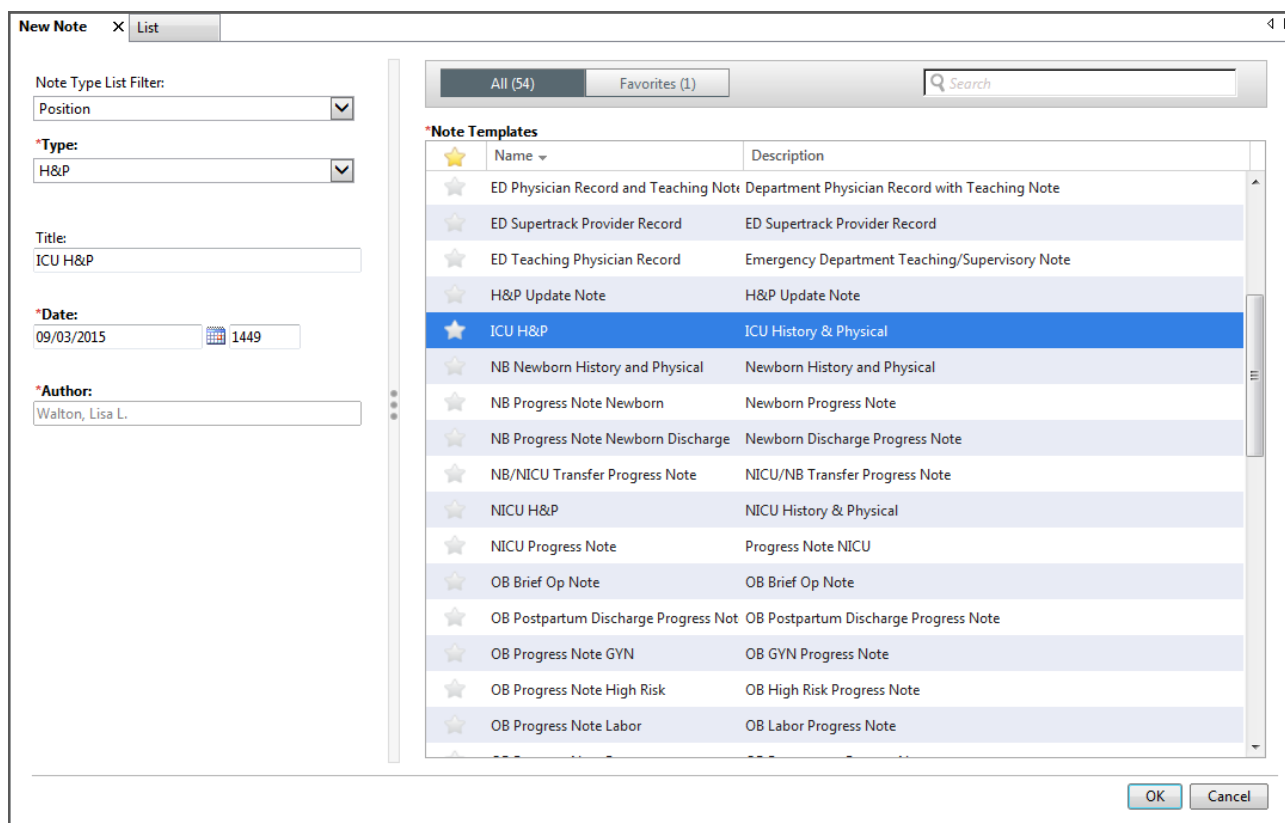 New Note X List
Note Type List Filter:
Position
*Type:
H&P
Title:
ICU H&P
*Date:
09/03/2015 1449
*Author:
Walton, Lisa L.
All (54) Favorites (1) Search
*Note Templates
Name Description
ED Physician Record and Teaching Note Department Physician Record with Teaching Note
ED Supertrack Provider Record ED Supertrack Provider Record
ED Teaching Physician Record Emergency Department Teaching/Supervisory Note
H&P Update Note H&P Update Note
ICU H&P ICU History & Physical
NB Newborn History and Physical Newborn History and Physical
NB Progress Note Newborn Newborn Progress Note
NB Progress Note Newborn Discharge Newborn Discharge Progress Note
NB/NICU Transfer Progress Note NICU/NB Transfer Progress Note
NICU H&P NICU History & Physical
NICU Progress Note Progress Note NICU
OB Brief Op Note OB Brief Op Note
OB Postpartum Discharge Progress Not OB Postpartum Discharge Progress Note
OB Progress Note GYN OB GYN Progress Note
OB Progress Note High Risk OB High Risk Progress Note
OB Progress Note Labor OB Labor Progress Note
OK Cancel